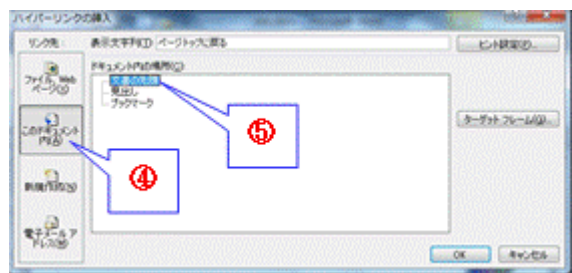 ハイパーリンクの挿入
リンク先:
表示文字列(T):
ページトップに戻る
ヒント設定(P)...
ファイル、Web
ページ(X)
ドキュメント内の場所(C)
文書の先頭
見出し
ブックマーク
このドキュメント
内(A)
ターゲット フレーム(G)...
⑤
④
新規作成(N)
電子メール ア
ドレス(M)
OK
キャンセル